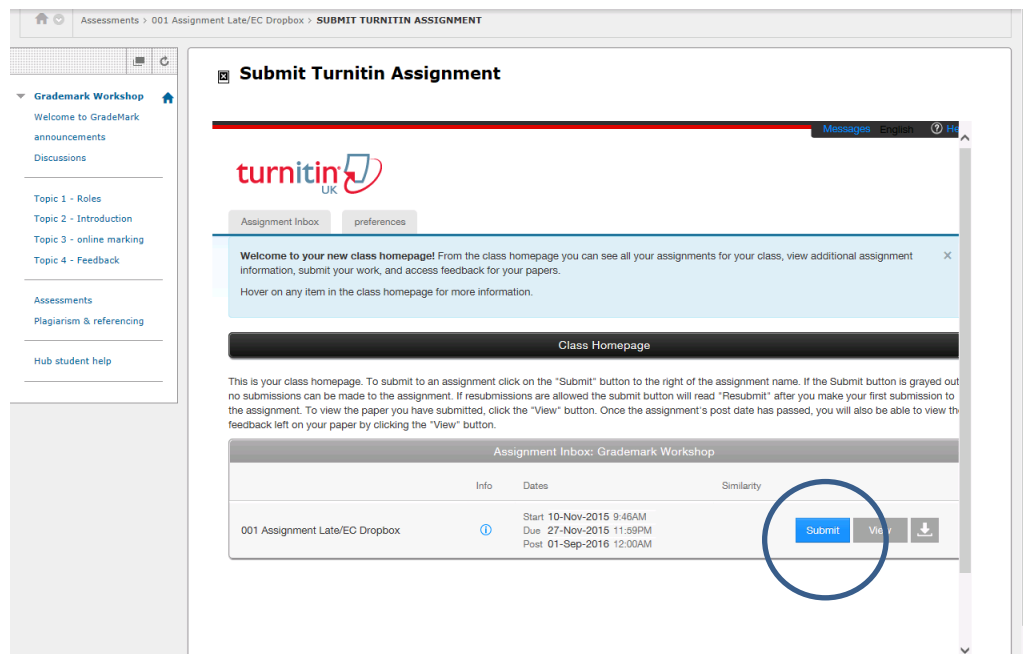 Assessments > 001 Assignment Late/EC Dropbox > SUBMIT TURNITIN ASSIGNMENT
Grademark Workshop
Welcome to GradeMark
announcements
Discussions
Topic 1 - Roles
Topic 2 - Introduction
Topic 3 - online marking
Topic 4 - Feedback
Assessments
Plagiarism & referencing
Hub student help
Submit Turnitin Assignment
Messages English ? He
turnitin
UK
Assignment Inbox preferences
Welcome to your new class homepage! From the class homepage you can see all your assignments for your class, view additional assignment
information, submit your work, and access feedback for your papers.
Hover on any item in the class homepage for more information.
Class Homepage
This is your class homepage. To submit to an assignment click on the "Submit" button to the right of the assignment name. If the Submit button is grayed out
no submissions can be made to the assignment. If resubmissions are allowed the submit button will read "Resubmit" after you make your first submission to
the assignment. To view the paper you have submitted, click the "View" button. Once the assignment's post date has passed, you will also be able to view the
feedback left on your paper by clicking the "View" button.
Assignment Inbox: Grademark Workshop
Info Dates Similarity
001 Assignment Late/EC Dropbox
Start 10-Nov-2015 9:46AM
Due 27-Nov-2015 11:59PM
Post 01-Sep-2016 12:00AM
Submit View